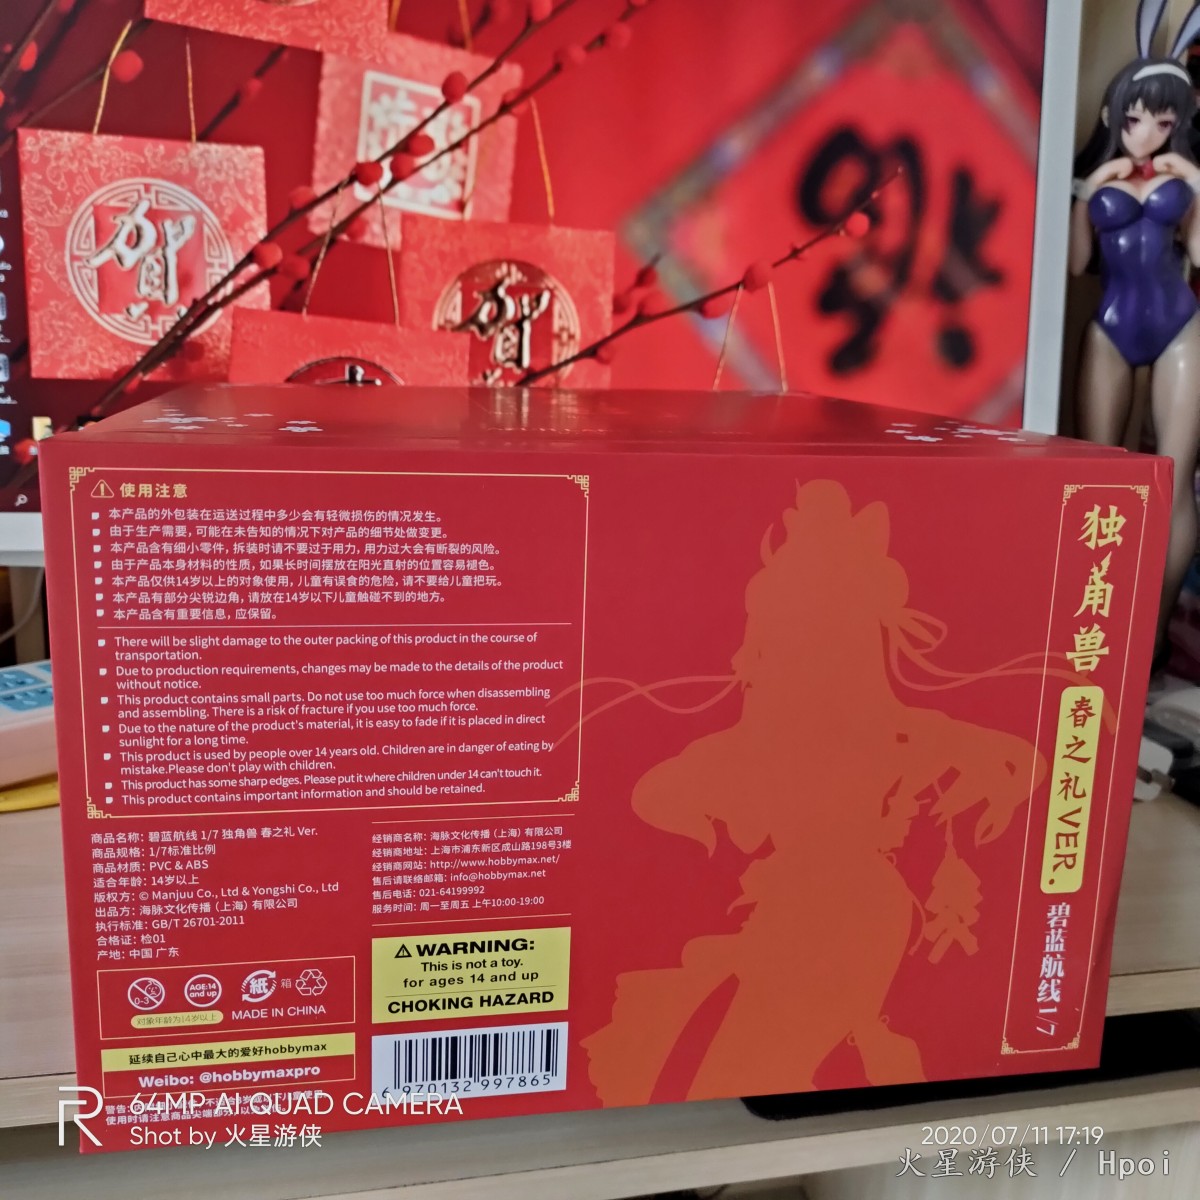 賀
賀
福
使用注意
本产品的外包装在运送过程中多少会有轻微损伤的情况发生。
由于生产需要,可能在未告知的情况下对产品的细节处做变更。
本产品含有细小零件,拆装时请不要过于用力,用力过大会有断裂的风险。
由于产品本身材料的性质,如果长时间摆放在阳光直射的位置容易褪色。
本产品仅供14岁以上的对象使用,儿童有误食的危险,请不要给儿童把玩。
本产品有部分尖锐边角,请放在14岁以下儿童触碰不到的地方。
本产品含有重要信息,应保留。
There will be slight damage to the outer packing of this product in the course of
transportation.
Due to production requirements, changes may be made to the details of the product
without notice.
This product contains small parts. Do not use too much force when disassembling
and assembling. There is a risk of fracture if you use too much force.
Due to the nature of the product's material, it is easy to fade if it is placed in direct
sunlight for a long time.
This product is used by people over 14 years old. Children are in danger of eating by
mistake.Please don't play with children.
This product has some sharp edges. Please put it where children under 14 can't touch it.
This product contains important information and should be retained.
商品名称: 碧蓝航线 1/7 独角兽 春之礼 Ver.
商品规格: 1/7标准比例
商品材质: PVC & ABS
适合年龄: 14岁以上
版权方: © Manjuu Co., Ltd & Yongshi Co., Ltd
出品方: 海脉文化传播(上海)有限公司
执行标准: GB/T 26701-2011
合格证: 检01
产地: 中国 广东
经销商名称: 海脉文化传播(上海)有限公司
经销商地址: 上海市浦东新区成山路198号3楼
经销商网站: http://www.hobbymax.net/
售后请联络邮箱: info@hobbymax.net
售后电话: 021-64199992
服务时间: 周一至周五 上午10:00-19:00
WARNING:
This is not a toy.
for ages 14 and up
CHOKING HAZARD
0-3
AGE:14
and up
紙
箱
对象年龄为14岁以上
MADE IN CHINA
延续自己心中最大的爱好hobbymax
Weibo: @hobbymaxpro
6 970132 997865
使用时请注意商品尖端部分
独角兽
春之礼VER.
碧蓝航线1/7
R
64MP AI QUAD CAMERA
Shot by 火星游侠
2020/07/11 17:19
火星游侠 / Hpoi